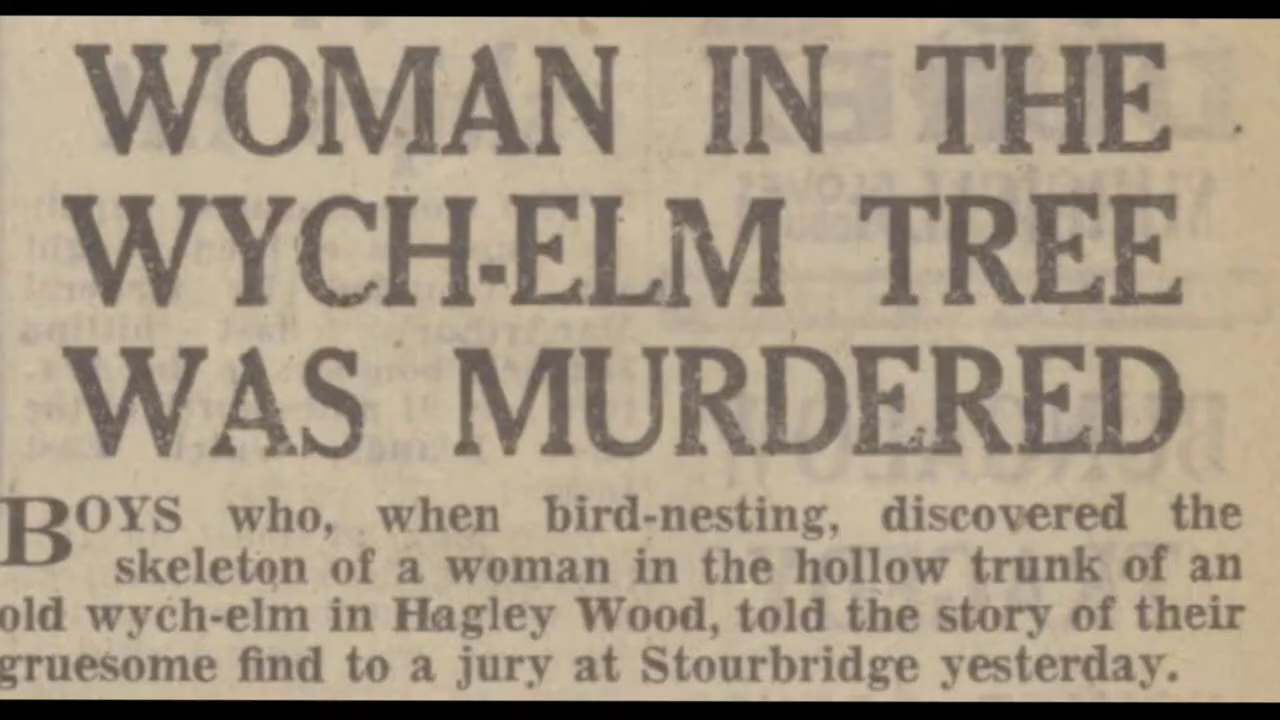 WOMAN IN THE
WYCH-ELM TREE
WAS MURDERED
BOYS who, when bird-nesting, discovered the
skeleton of a woman in the hollow trunk of an
old wych-elm in Hagley Wood, told the story of their
gruesome find to a jury at Stourbridge yesterday.